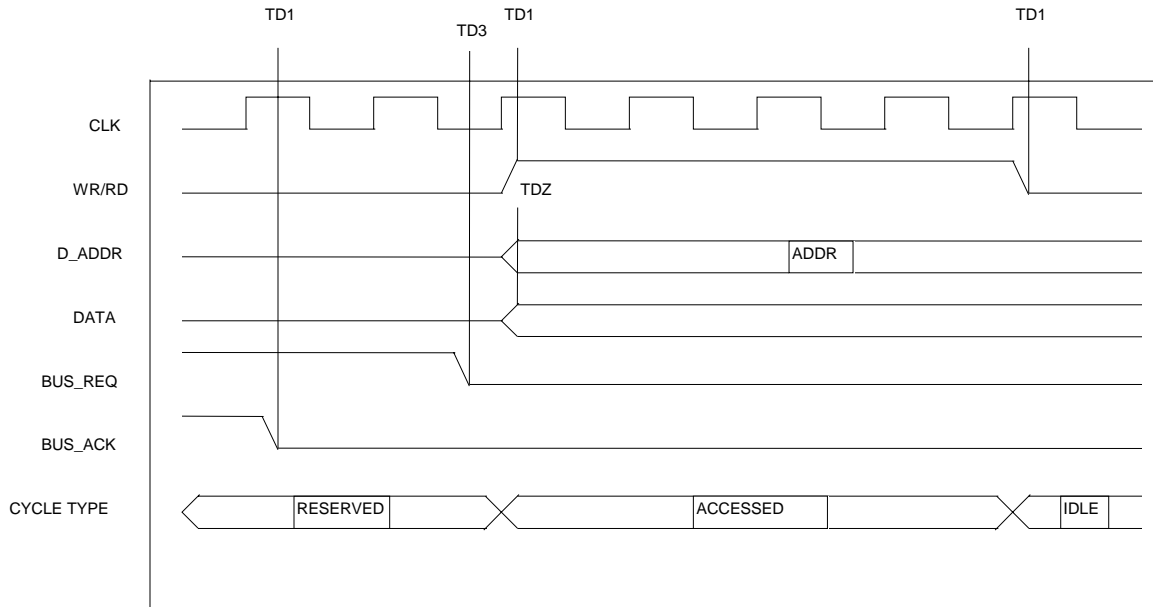 TD1
TD3
TD1
TD1
CLK
WR/RD
TDZ
D_ADDR
ADDR
DATA
BUS_REQ
BUS_ACK
CYCLE TYPE
RESERVED
ACCESSED
IDLE